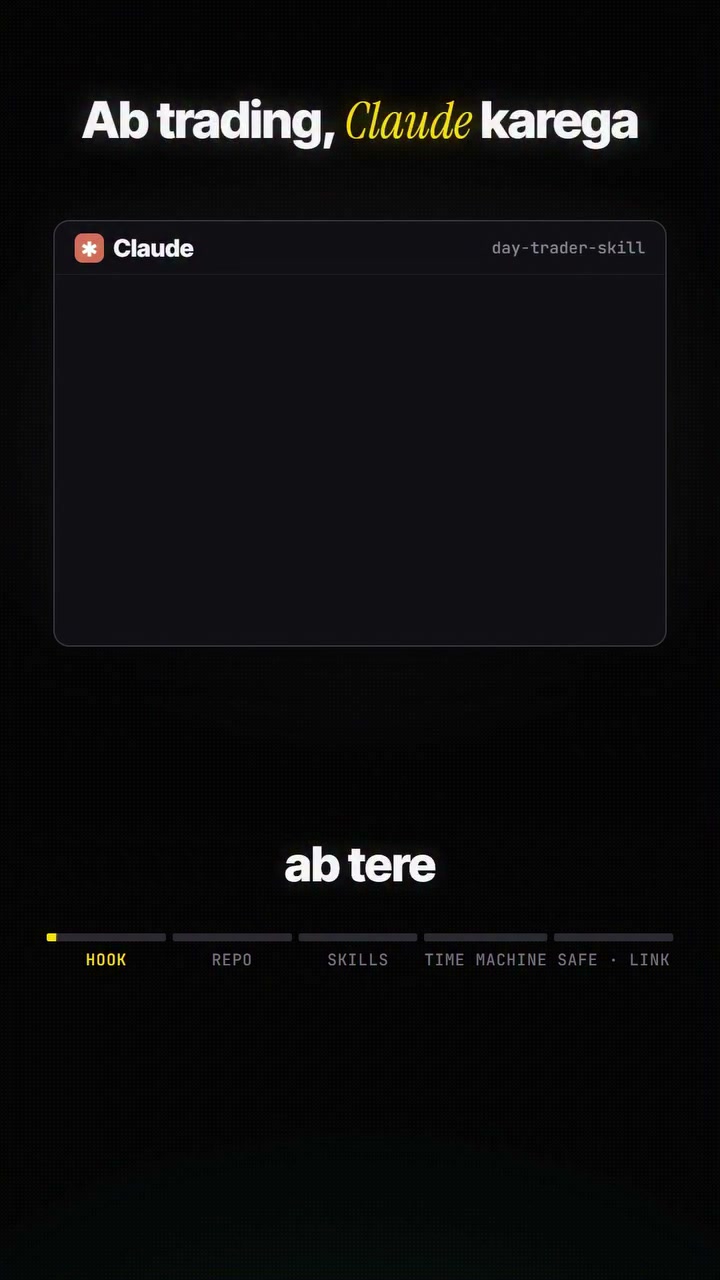 Ab trading, Claude karega
Claude
day-trader-skill
ab tere
HOOK
REPO
SKILLS
TIME MACHINE
SAFE · LINK